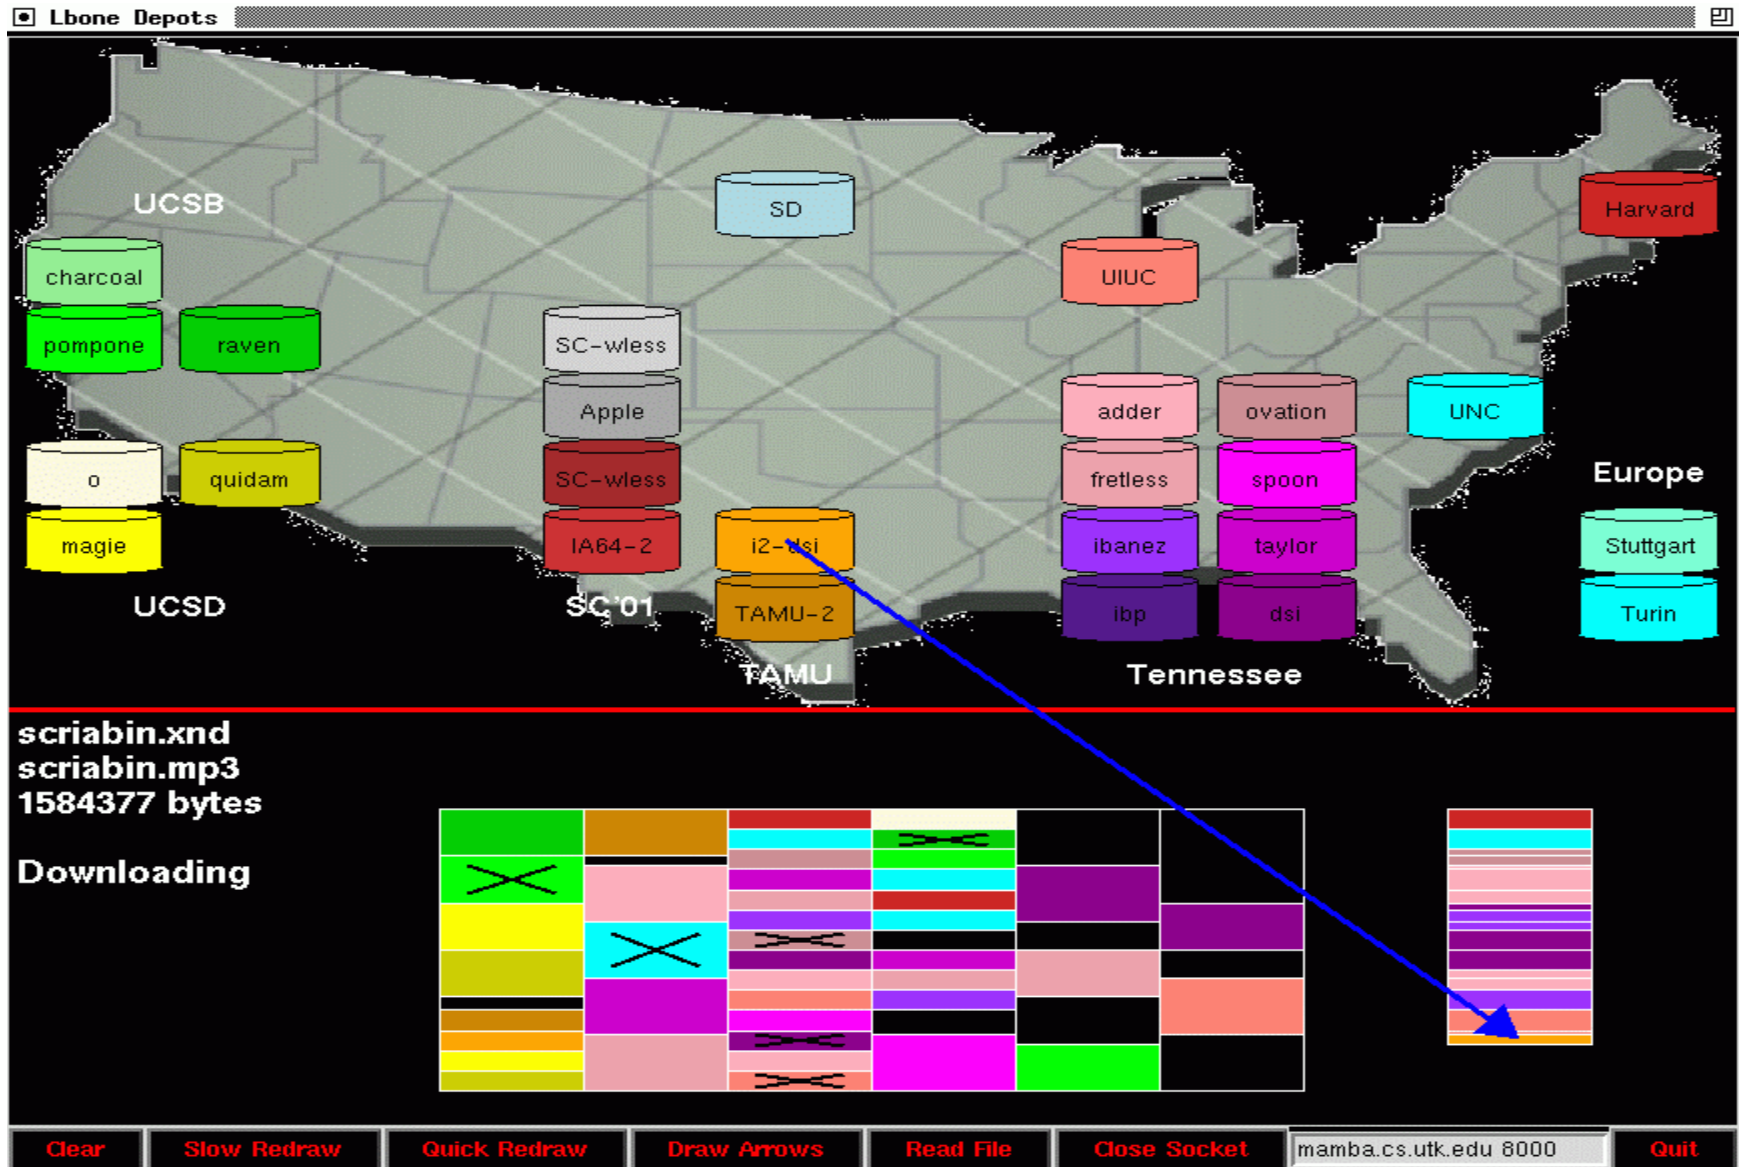 Lbone Depots
UCSB
SD
Harvard
charcoal
UIUC
pompone
raven
SC-wless
Apple
adder
ovation
UNC
o
quidam
SC-wless
fretless
spoon
Europe
magie
IA64-2
i2-dsi
ibanez
taylor
Stuttgart
UCSD
SC'01
TAMU-2
ibp
dsi
Turin
TAMU
Tennessee
scriabin.xnd
scriabin.mp3
1584377 bytes
Downloading
Clear
Slow Redraw
Quick Redraw
Draw Arrows
Read File
Close Socket
mamba.cs.utk.edu 8000
Quit